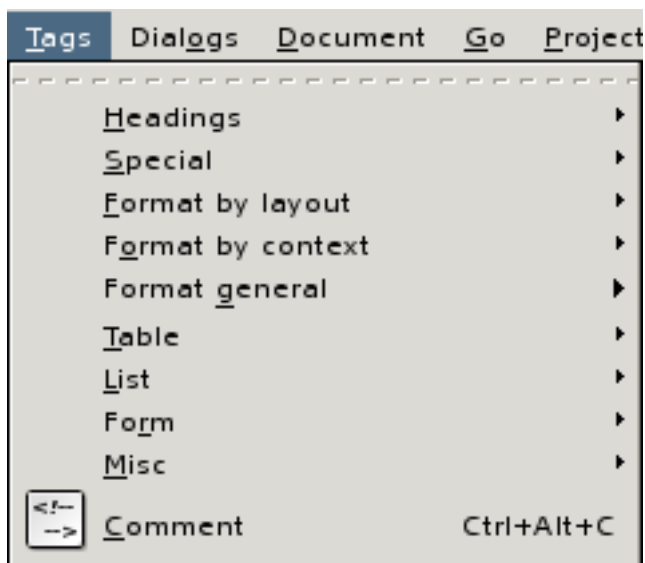 Tags Dialogs Document Go Project
Headings
Special
Format by layout
Format by context
Format general
Table
List
Form
Misc
<!--
-->
Comment Ctrl+Alt+C